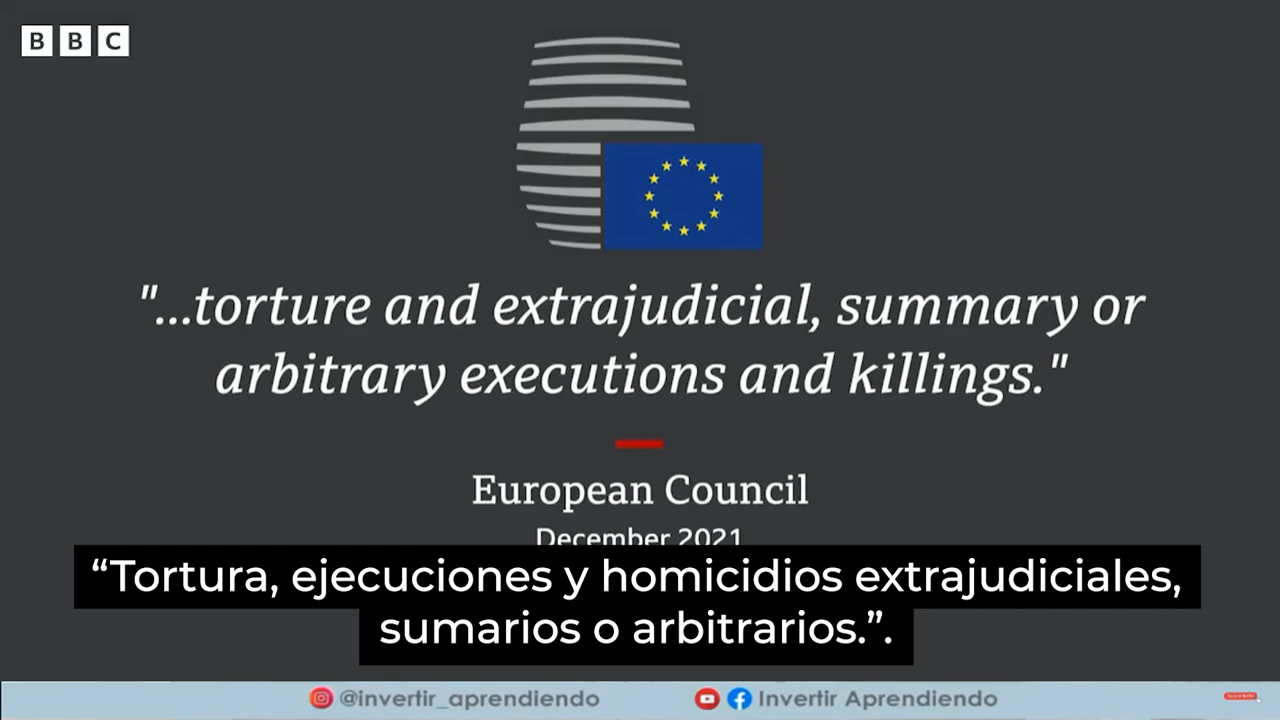 BBC
"...torture and extrajudicial, summary or
arbitrary executions and killings."
European Council
December 2021
“Tortura, ejecuciones y homicidios extrajudiciales,
sumarios o arbitrarios.”.
@invertir_aprendiendo Invertir Aprendiendo